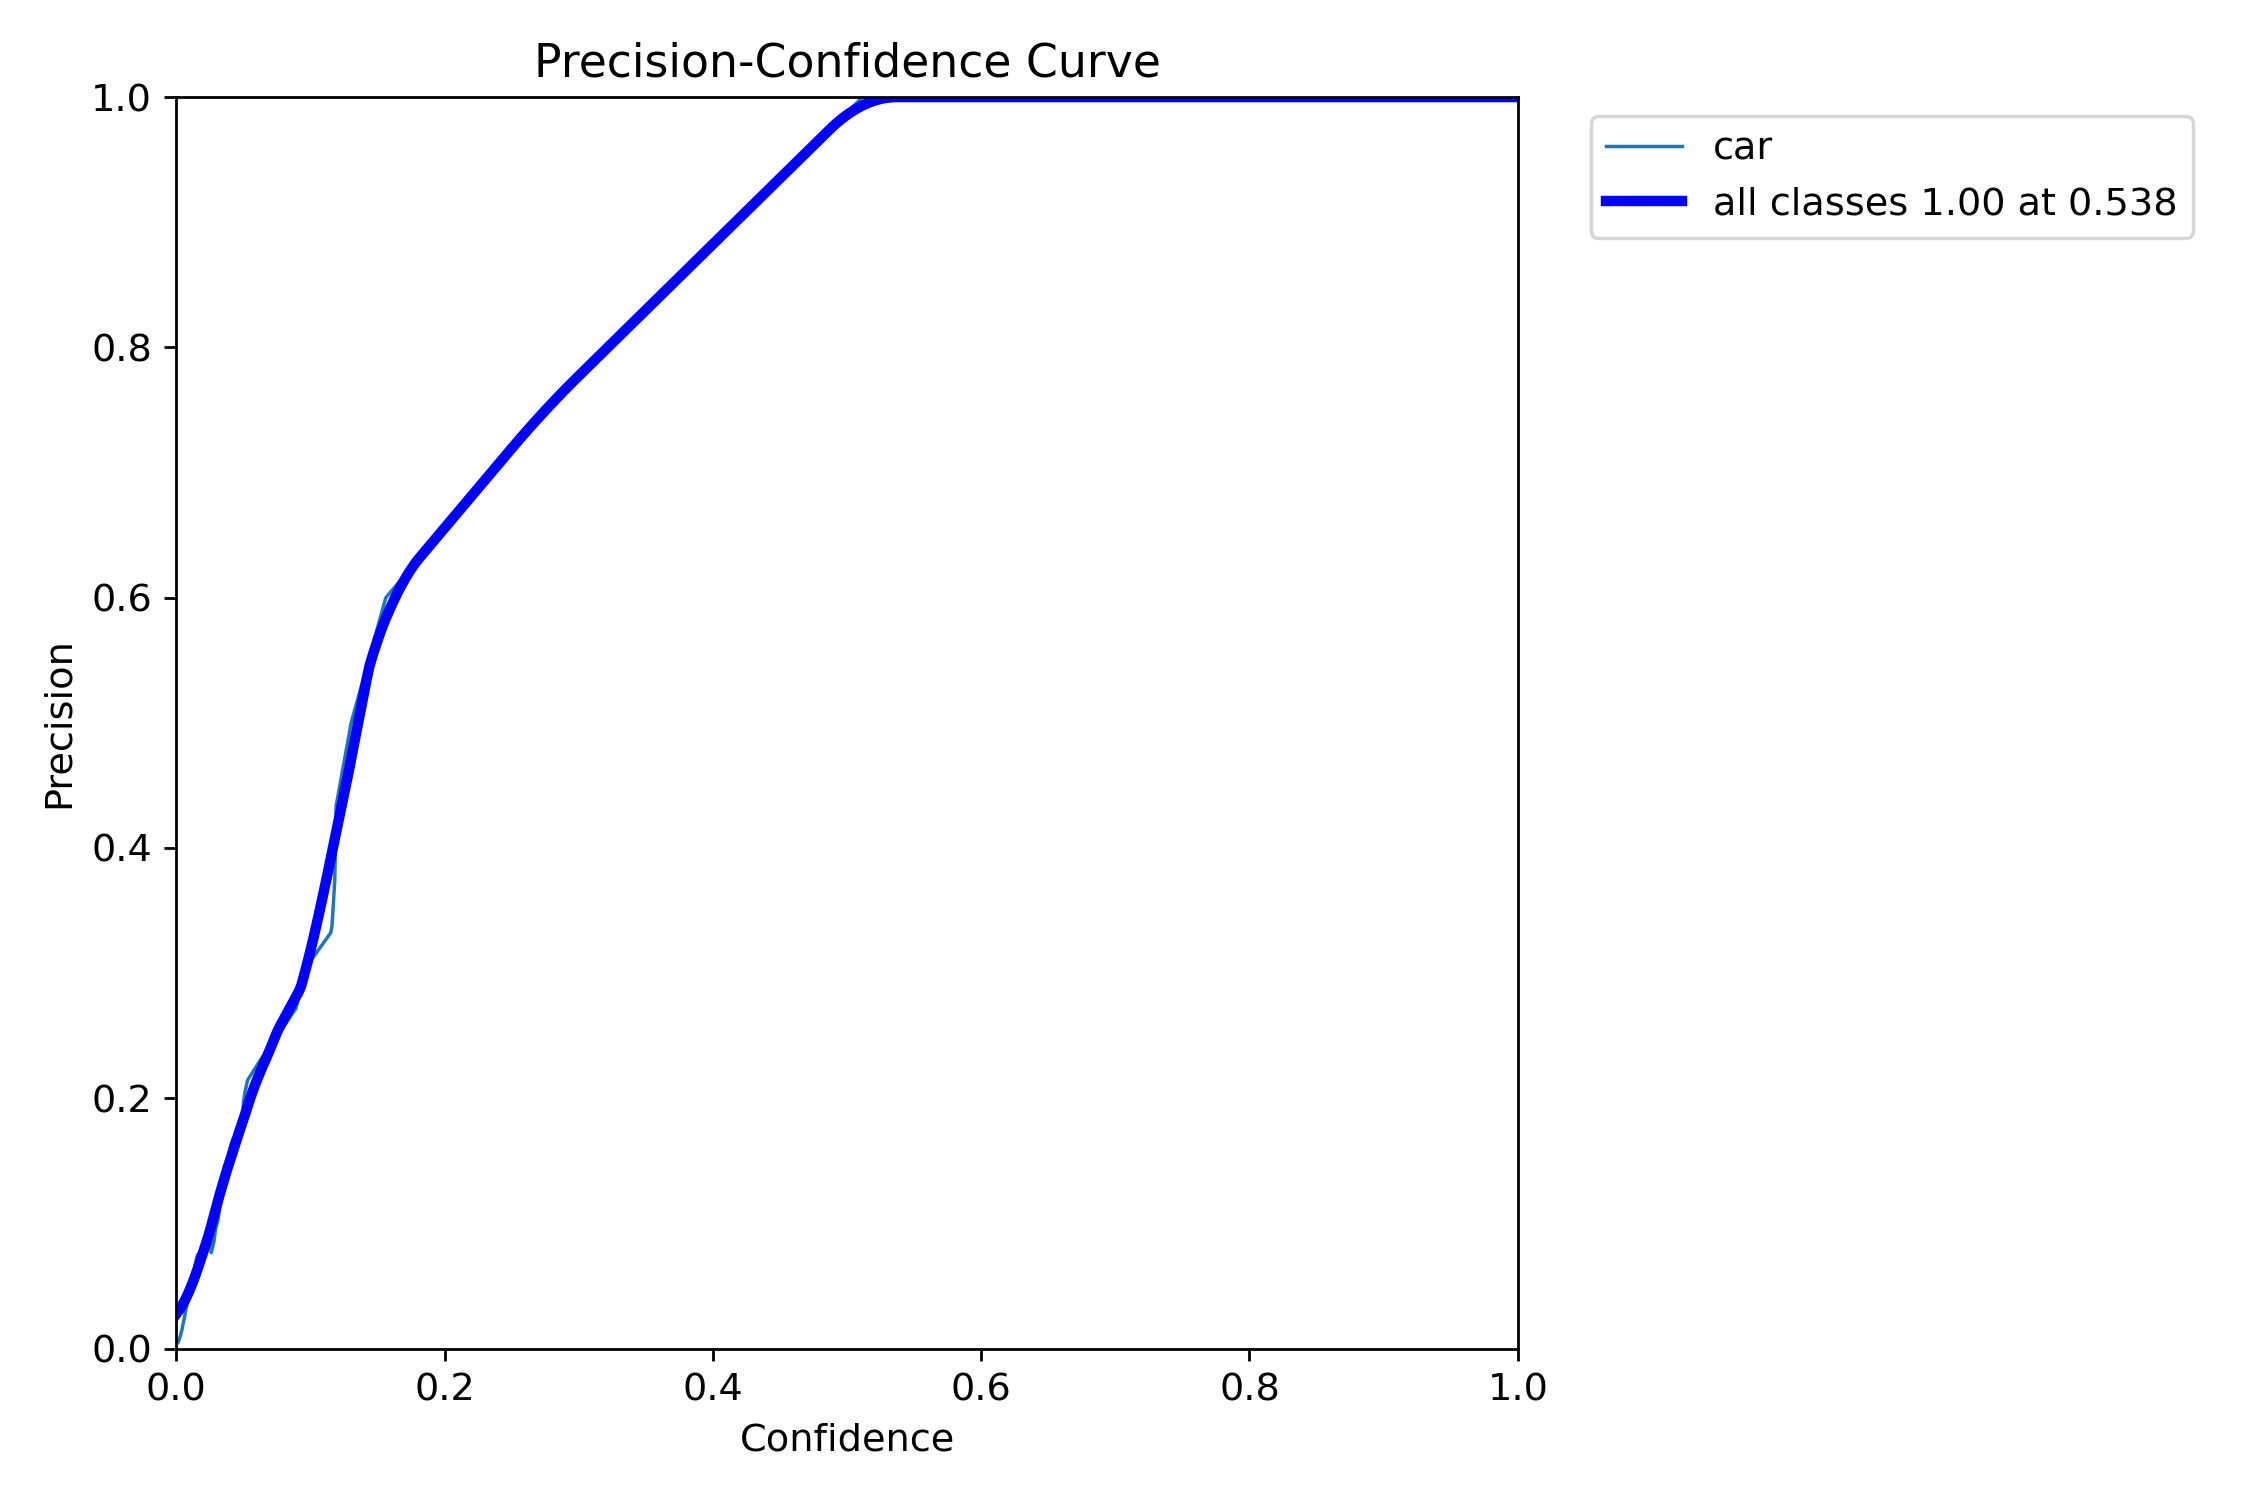 Precision-Confidence Curve
1.0
0.8
0.6
0.4
0.2
0.0
Precision
0.0 0.2 0.4 0.6 0.8 1.0
Confidence
car
all classes 1.00 at 0.538